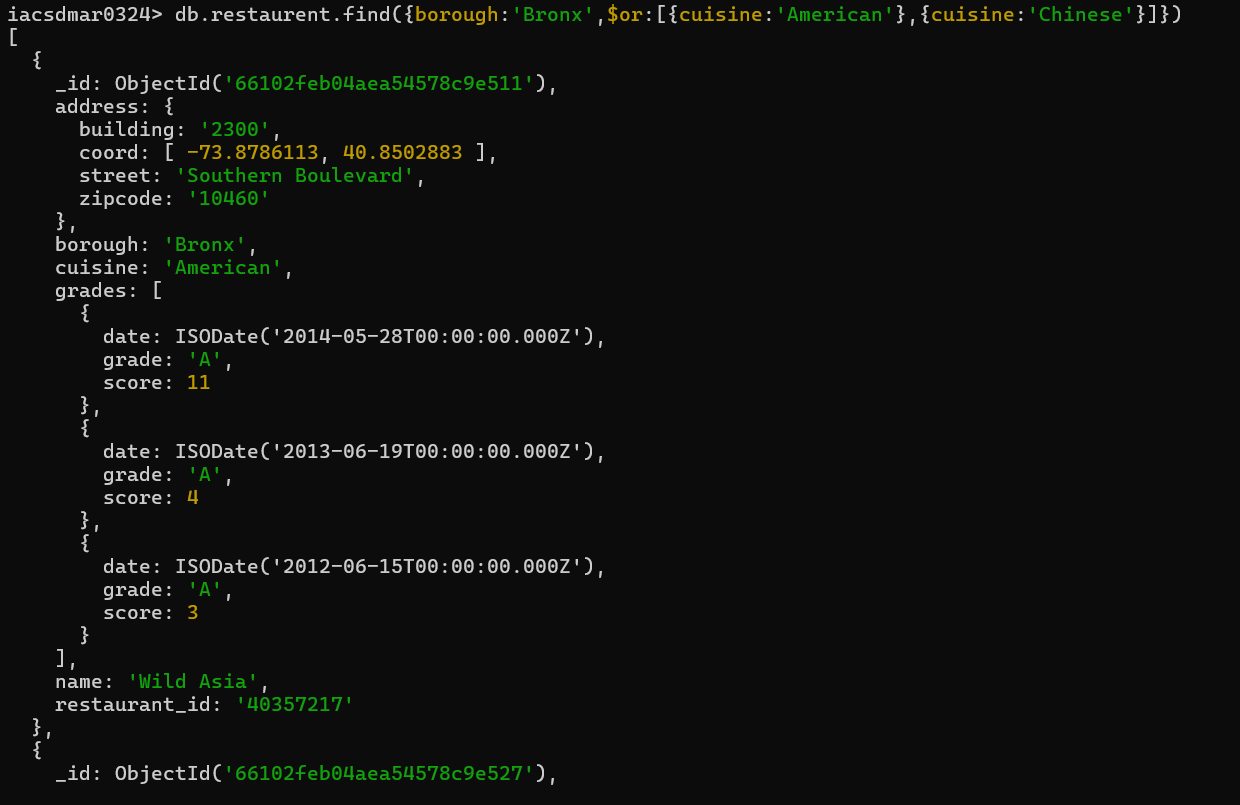 iacsdmar0324> db.restaurent.find({borough:'Bronx',$or:[{cuisine:'American'},{cuisine:'Chinese'}]})
[
  {
    _id: ObjectId('66102feb04aea54578c9e511'),
    address: {
      building: '2300',
      coord: [ -73.8786113, 40.8502883 ],
      street: 'Southern Boulevard',
      zipcode: '10460'
    },
    borough: 'Bronx',
    cuisine: 'American',
    grades: [
      {
        date: ISODate('2014-05-28T00:00:00.000Z'),
        grade: 'A',
        score: 11
      },
      {
        date: ISODate('2013-06-19T00:00:00.000Z'),
        grade: 'A',
        score: 4
      },
      {
        date: ISODate('2012-06-15T00:00:00.000Z'),
        grade: 'A',
        score: 3
      }
    ],
    name: 'Wild Asia',
    restaurant_id: '40357217'
  },
  {
    _id: ObjectId('66102feb04aea54578c9e527'),